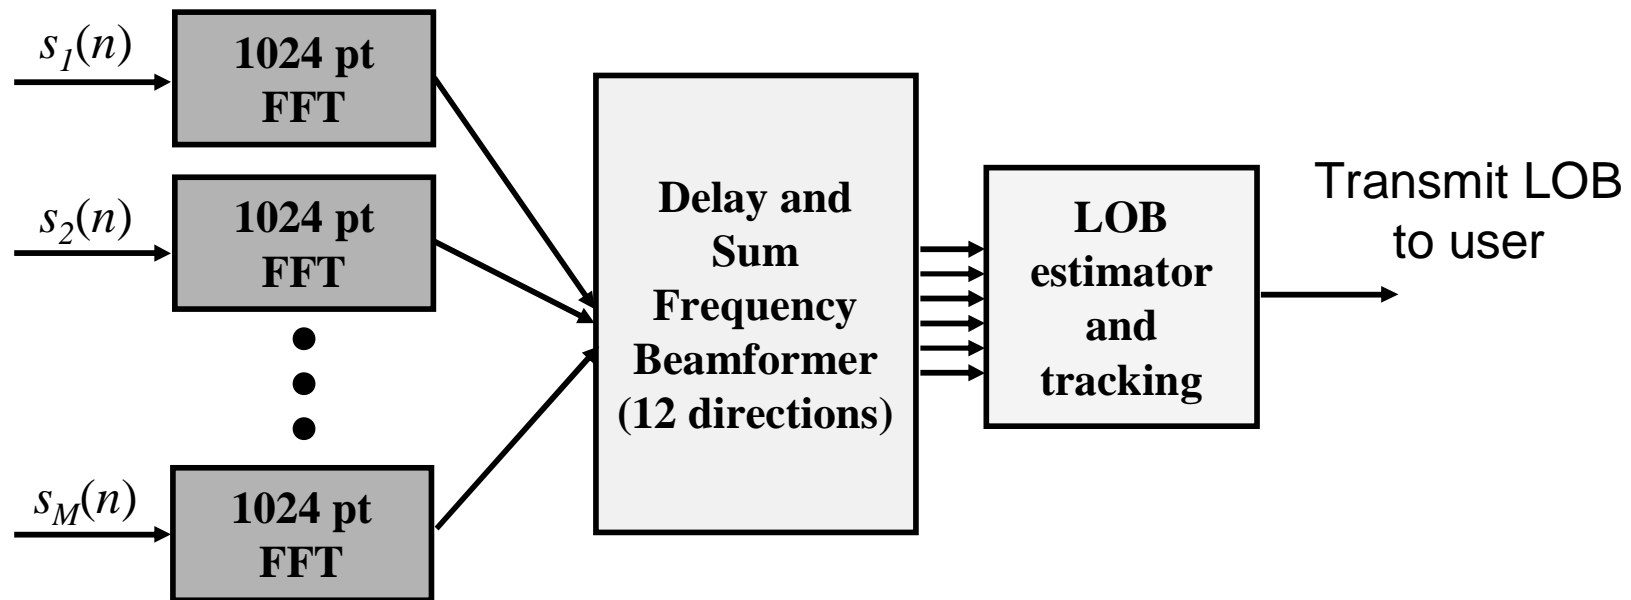 s1(n)
1024 pt
FFT
s2(n)
1024 pt
FFT
sM(n)
1024 pt
FFT
Delay and
Sum
Frequency
Beamformer
(12 directions)
LOB
estimator
and
tracking
Transmit LOB
to user